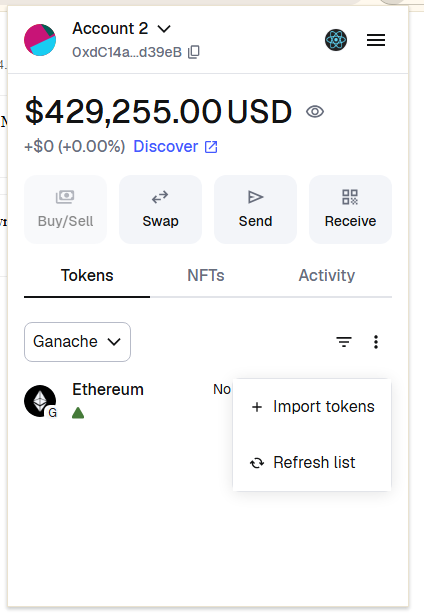 Account 2
0xdC14a...d39eB
$429,255.00 USD
+$0 (+0.00%) Discover
Buy/Sell
Swap
Send
Receive
Tokens
NFTs
Activity
Ganache
Ethereum
No
G
Import tokens
Refresh list